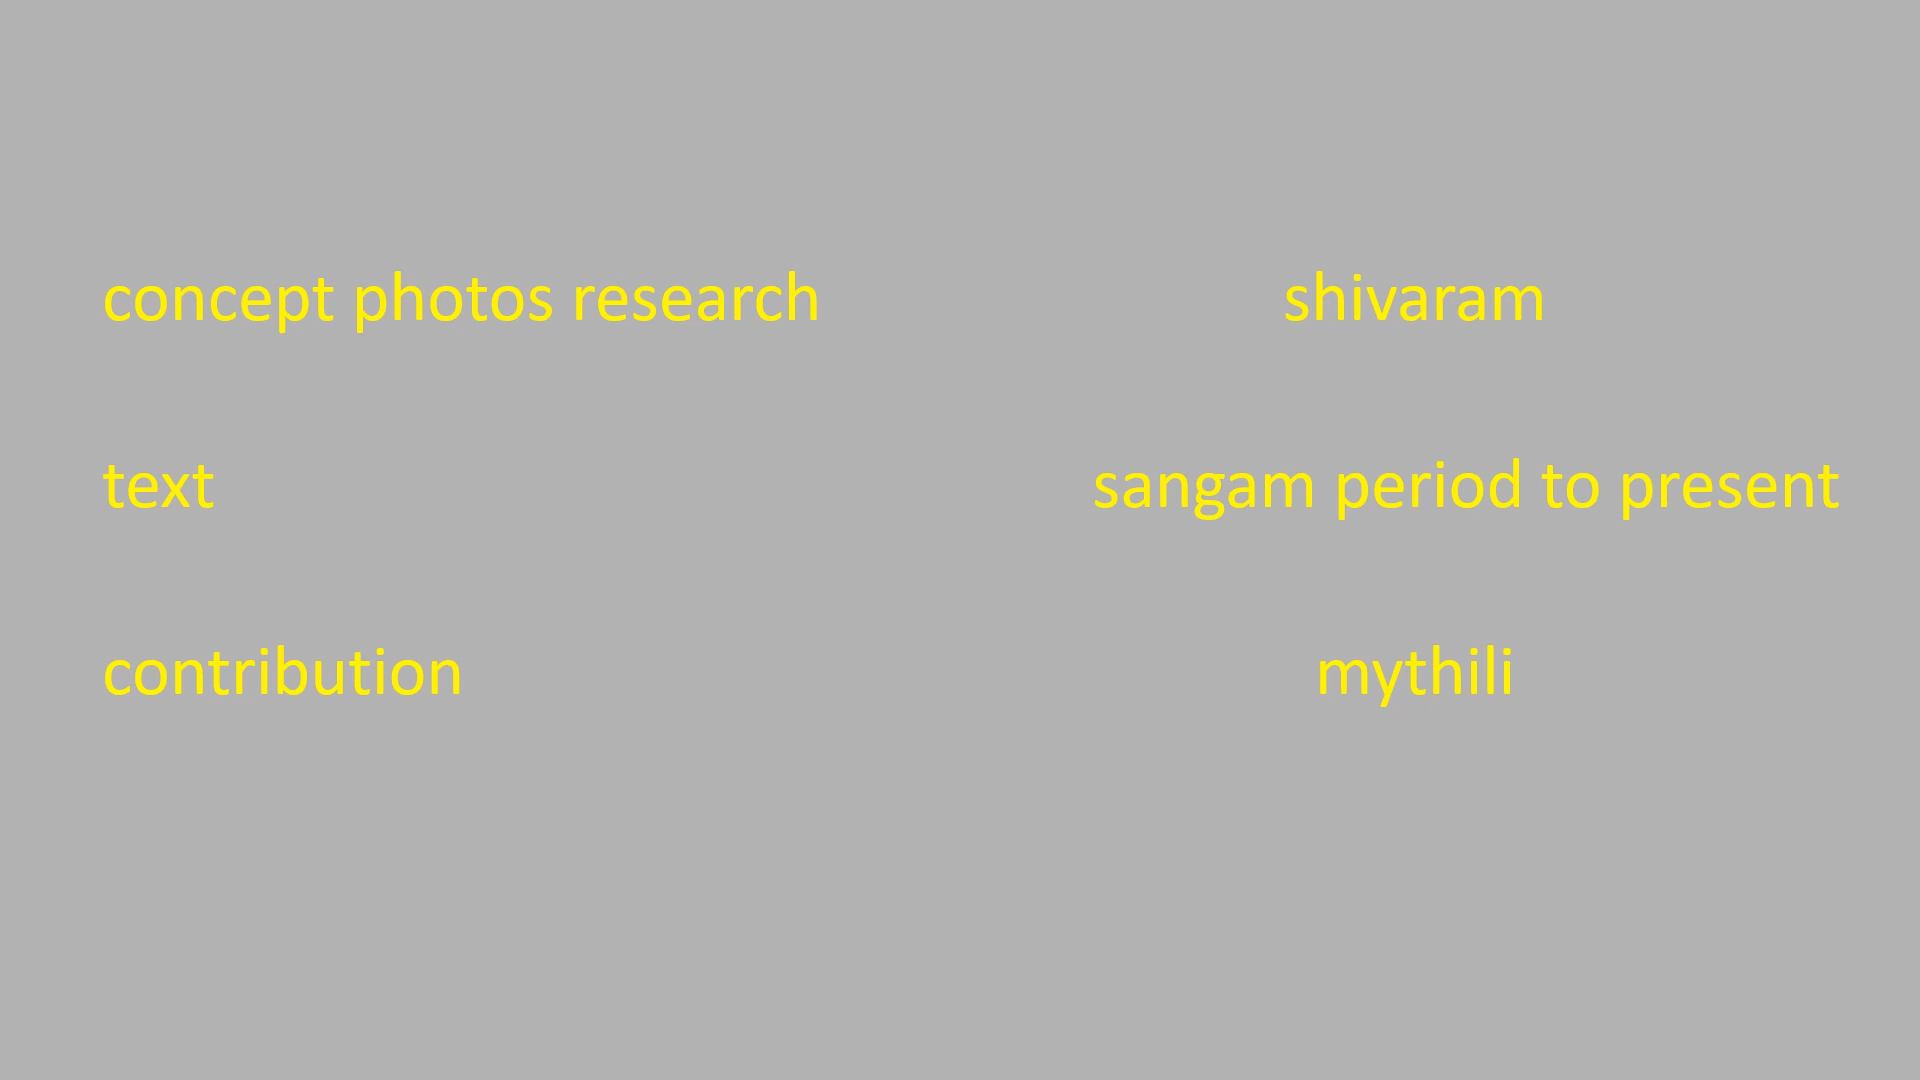 concept photos research shivaram
text sangam period to present
contribution mythili